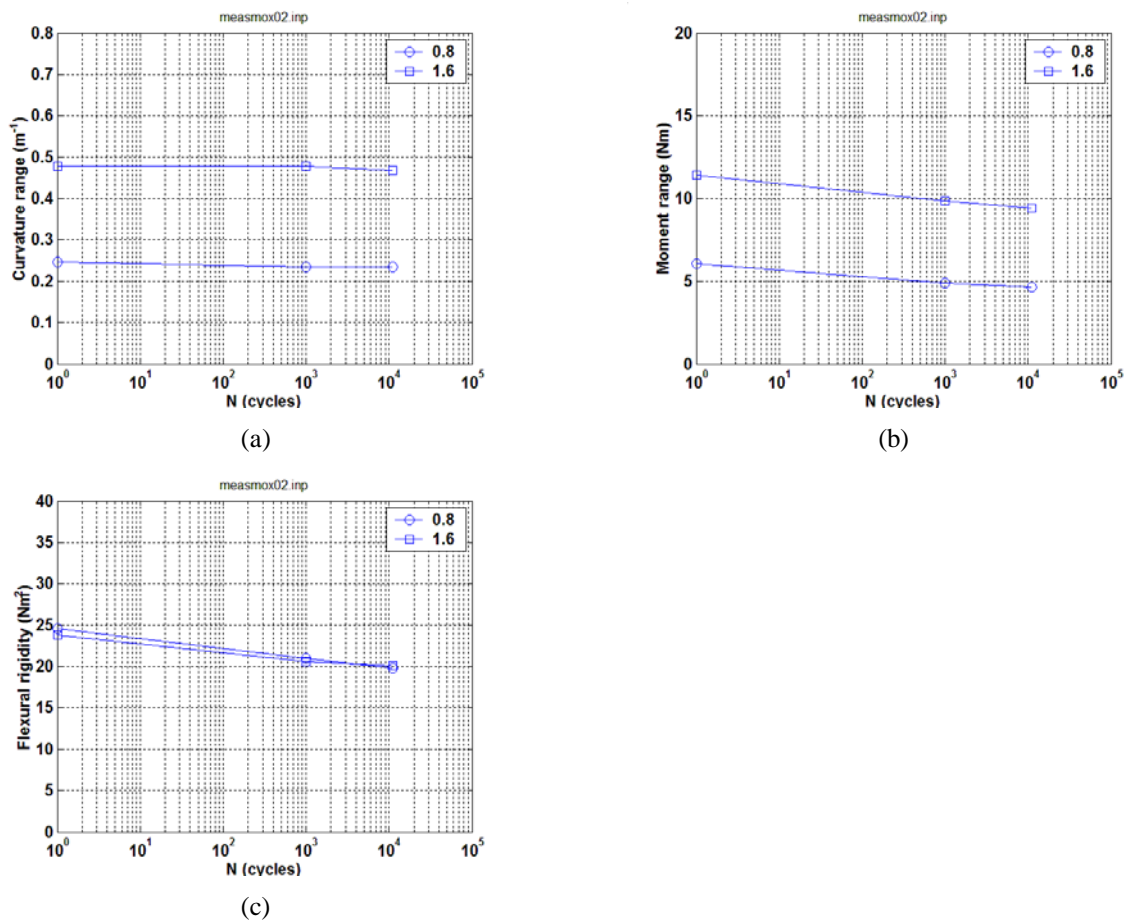 measmox02.inp
0.8
1.6
0.8
0.7
0.6
0.5
0.4
0.3
0.2
0.1
0
Curvature range (m⁻¹)
10⁰ 10¹ 10² 10³ 10⁴ 10⁵
N (cycles)
(a)
measmox02.inp
0.8
1.6
20
15
10
5
0
Moment range (Nm)
10⁰ 10¹ 10² 10³ 10⁴ 10⁵
N (cycles)
(b)
measmox02.inp
0.8
1.6
40
35
30
25
20
15
10
5
0
Flexural rigidity (Nm²)
10⁰ 10¹ 10² 10³ 10⁴ 10⁵
N (cycles)
(c)